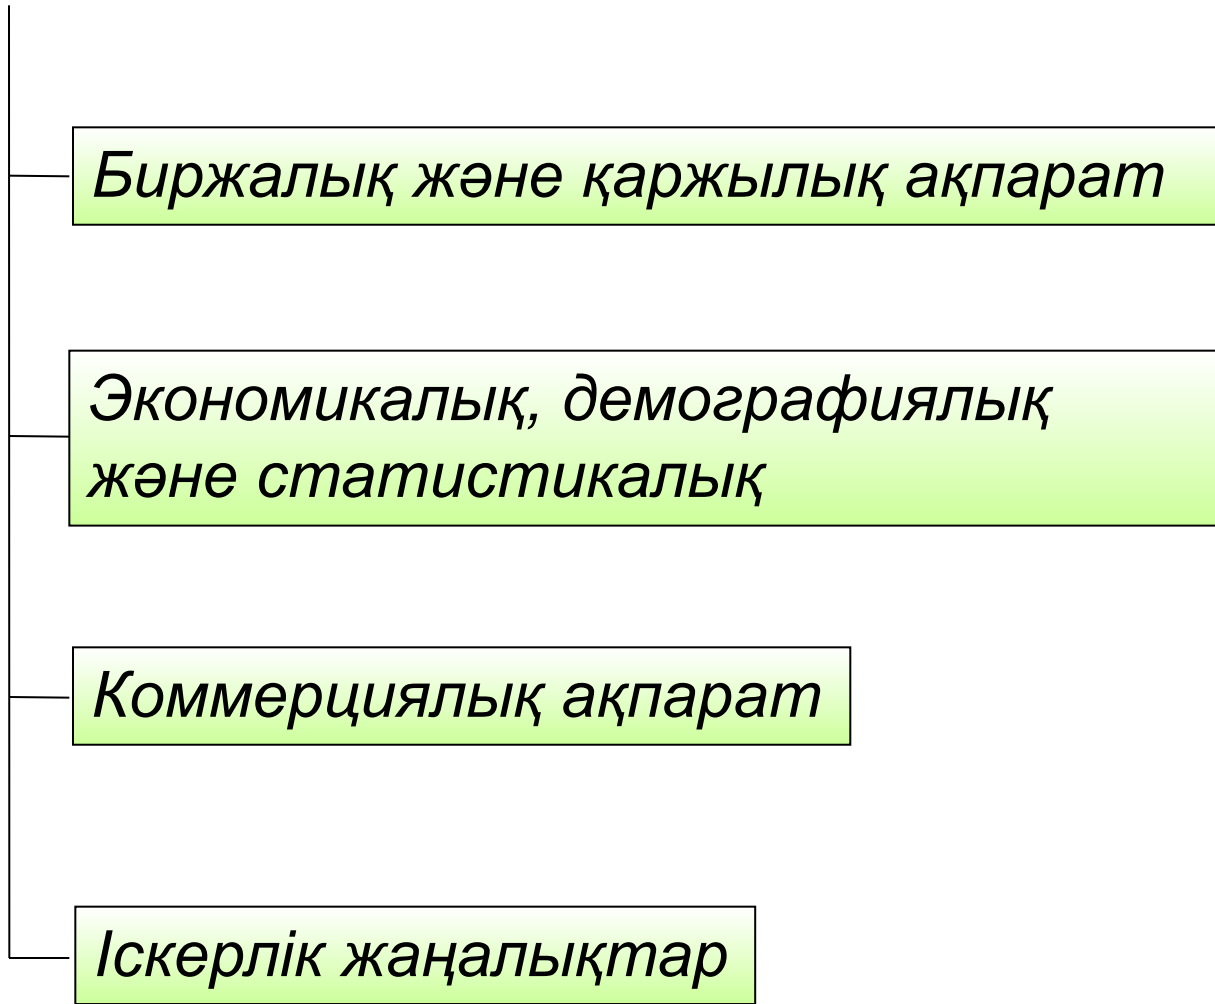 Биржалық және қаржылық ақпарат
Экономикалық, демографиялық
және статистикалық
Коммерциялық ақпарат
Іскерлік жаңалықтар